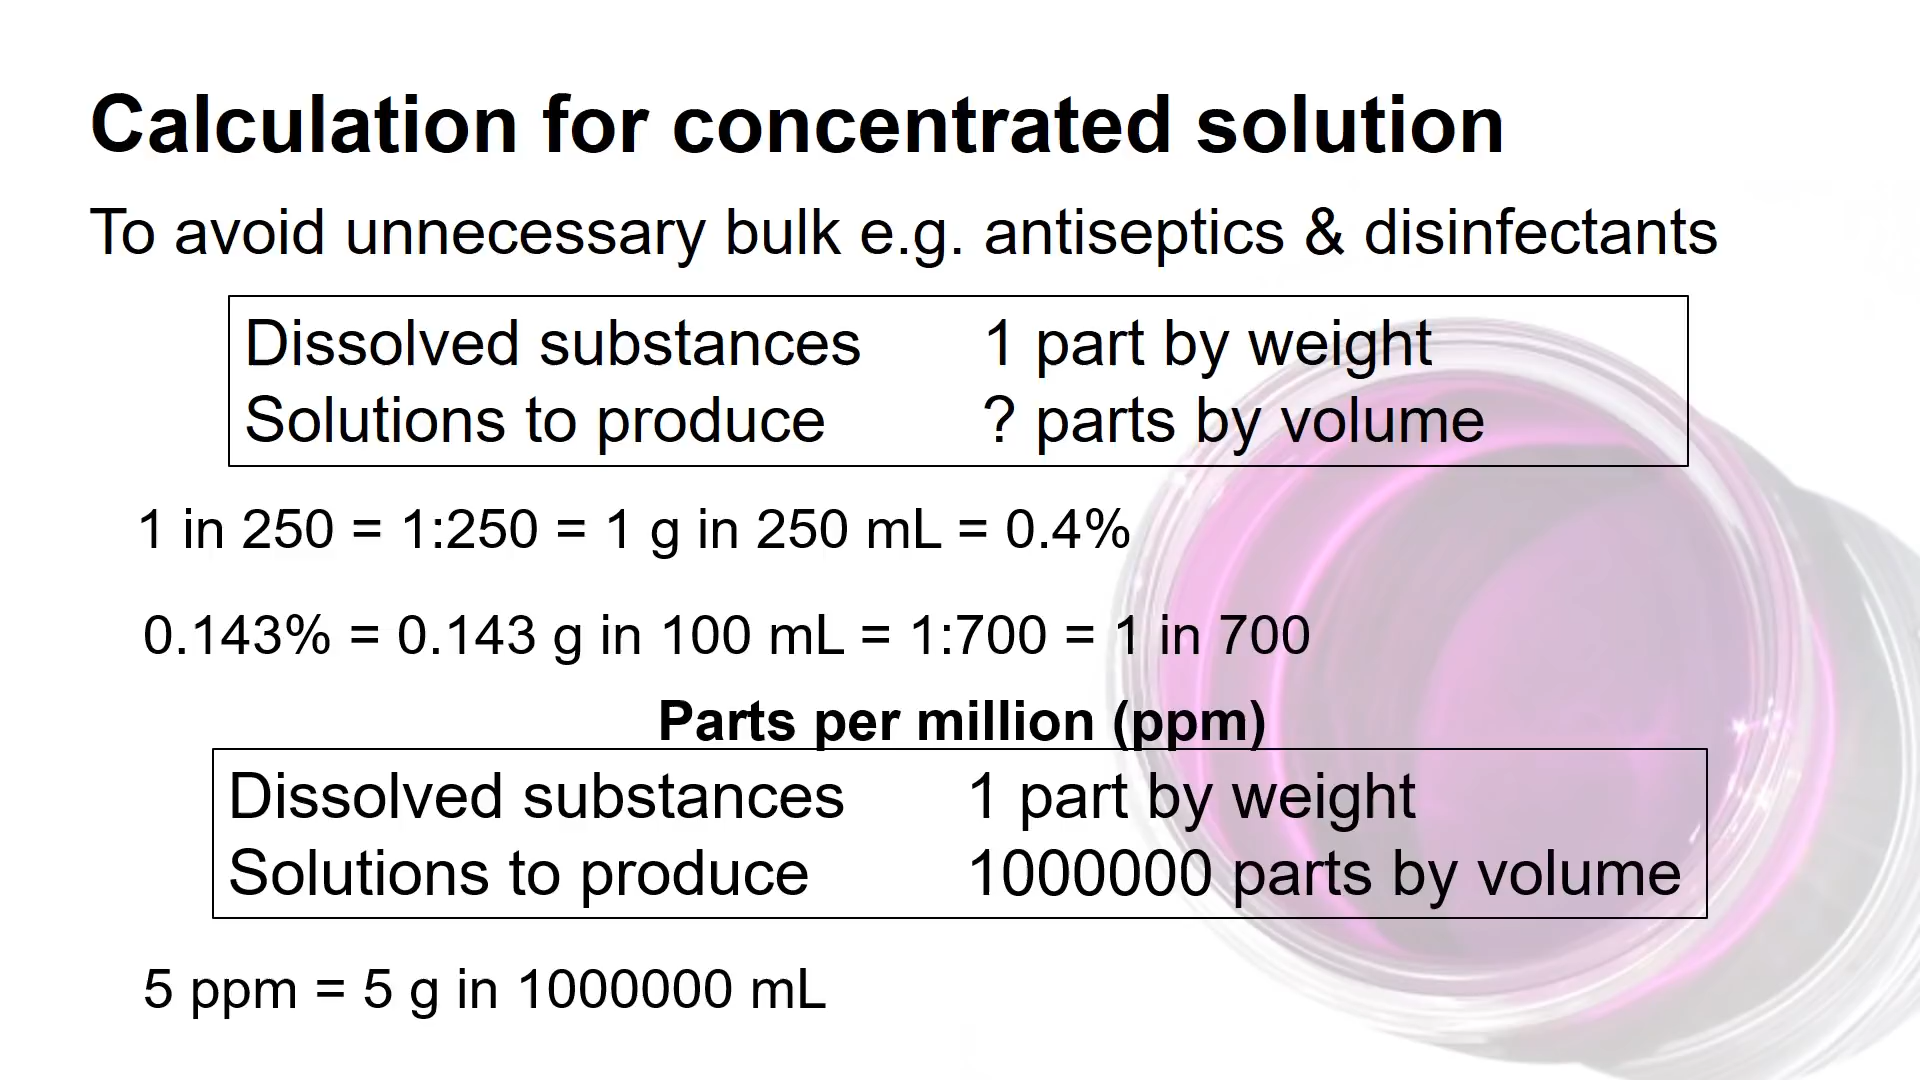 Calculation for concentrated solution
To avoid unnecessary bulk e.g. antiseptics & disinfectants
Dissolved substances 1 part by weight
Solutions to produce ? parts by volume
1 in 250 = 1:250 = 1 g in 250 mL = 0.4%
0.143% = 0.143 g in 100 mL = 1:700 = 1 in 700
Parts per million (ppm)
Dissolved substances 1 part by weight
Solutions to produce 1000000 parts by volume
5 ppm = 5 g in 1000000 mL